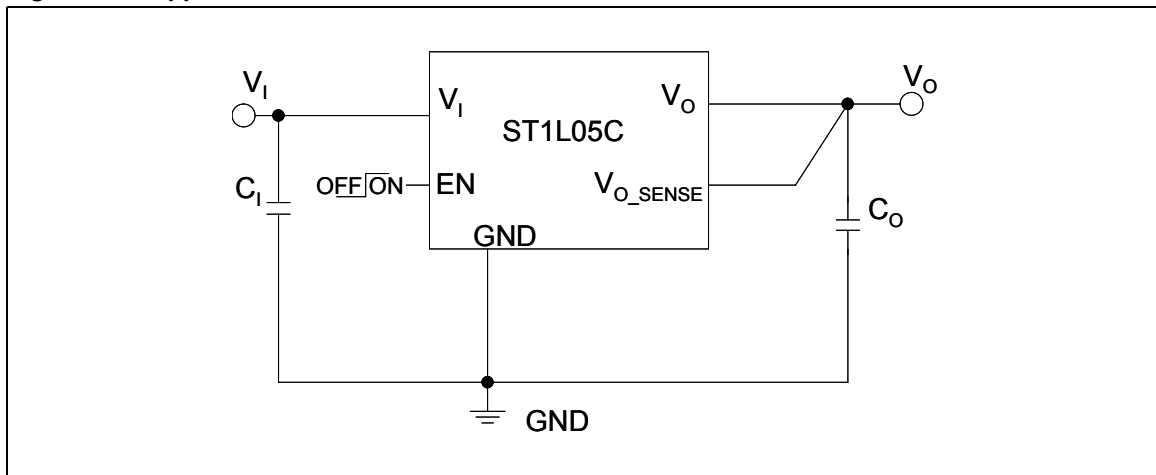 V_I
V_I
V_O
V_O
ST1L05C
C_I
OFF ON
EN
V_O_SENSE
C_O
GND
GND